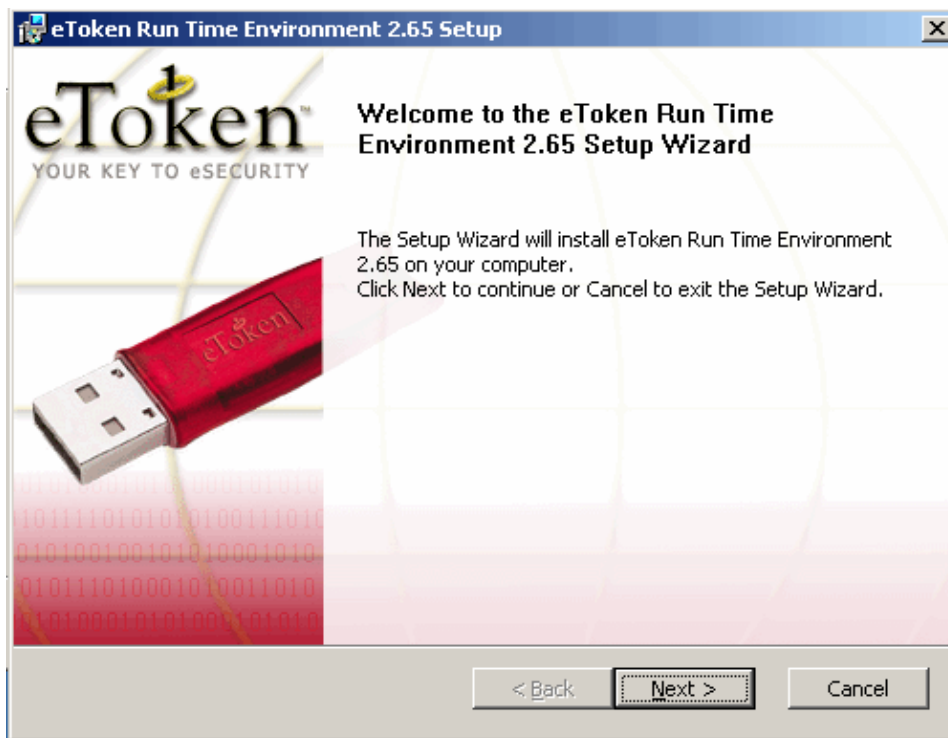 eToken Run Time Environment 2.65 Setup
eToken™
YOUR KEY TO eSECURITY
Welcome to the eToken Run Time
Environment 2.65 Setup Wizard
The Setup Wizard will install eToken Run Time Environment
2.65 on your computer.
Click Next to continue or Cancel to exit the Setup Wizard.
eToken
< Back
Next >
Cancel